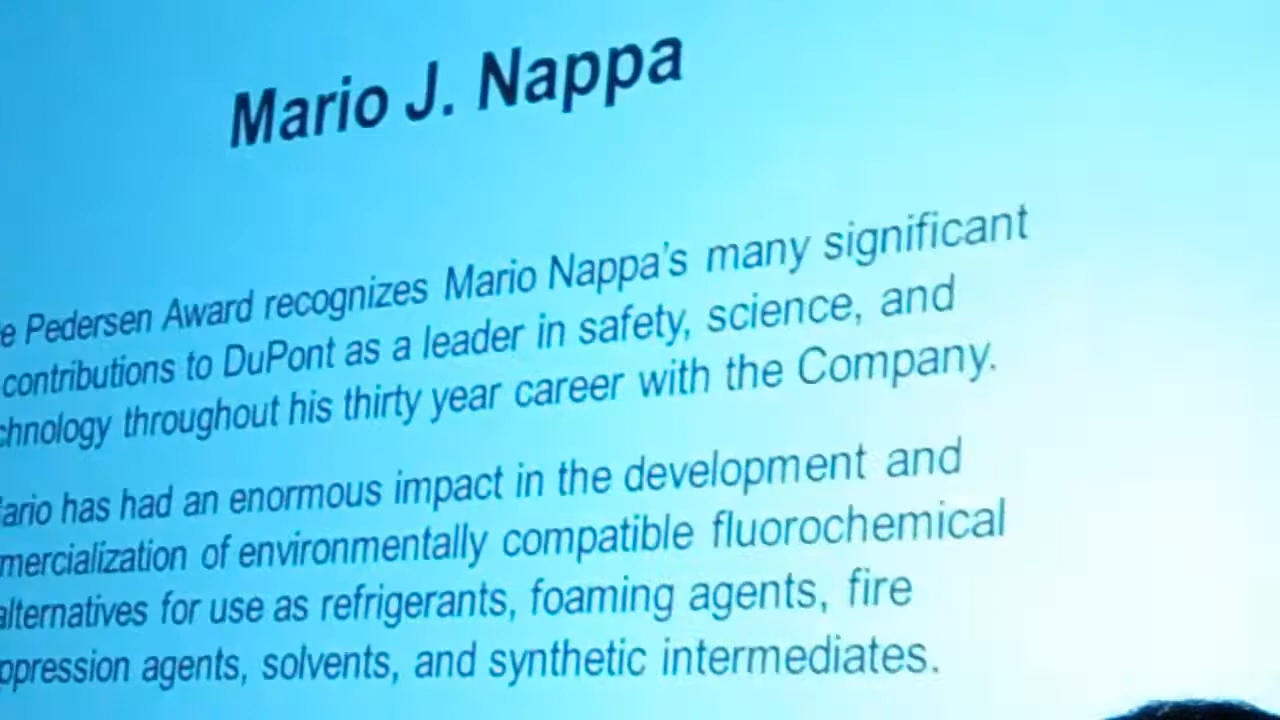 Mario J. Nappa
e Pedersen Award recognizes Mario Nappa's many significant
contributions to DuPont as a leader in safety, science, and
chnology throughout his thirty year career with the Company.
ario has had an enormous impact in the development and
mercialization of environmentally compatible fluorochemical
alternatives for use as refrigerants, foaming agents, fire
ppression agents, solvents, and synthetic intermediates.